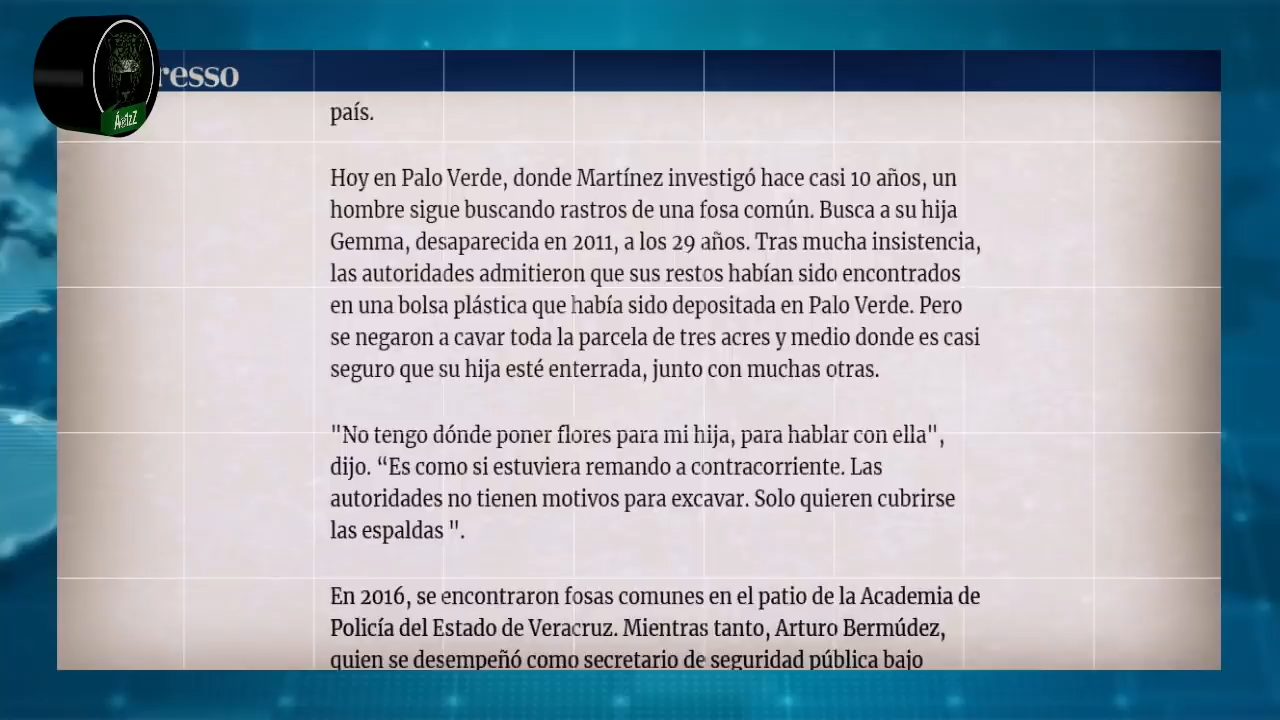 resso
ÁatzZ
país.
Hoy en Palo Verde, donde Martínez investigó hace casi 10 años, un
hombre sigue buscando rastros de una fosa común. Busca a su hija
Gemma, desaparecida en 2011, a los 29 años. Tras mucha insistencia,
las autoridades admitieron que sus restos habían sido encontrados
en una bolsa plástica que había sido depositada en Palo Verde. Pero
se negaron a cavar toda la parcela de tres acres y medio donde es casi
seguro que su hija esté enterrada, junto con muchas otras.
"No tengo dónde poner flores para mi hija, para hablar con ella",
dijo. “Es como si estuviera remando a contracorriente. Las
autoridades no tienen motivos para excavar. Solo quieren cubrirse
las espaldas ".
En 2016, se encontraron fosas comunes en el patio de la Academia de
Policía del Estado de Veracruz. Mientras tanto, Arturo Bermúdez,
quien se desempeñó como secretario de seguridad pública bajo